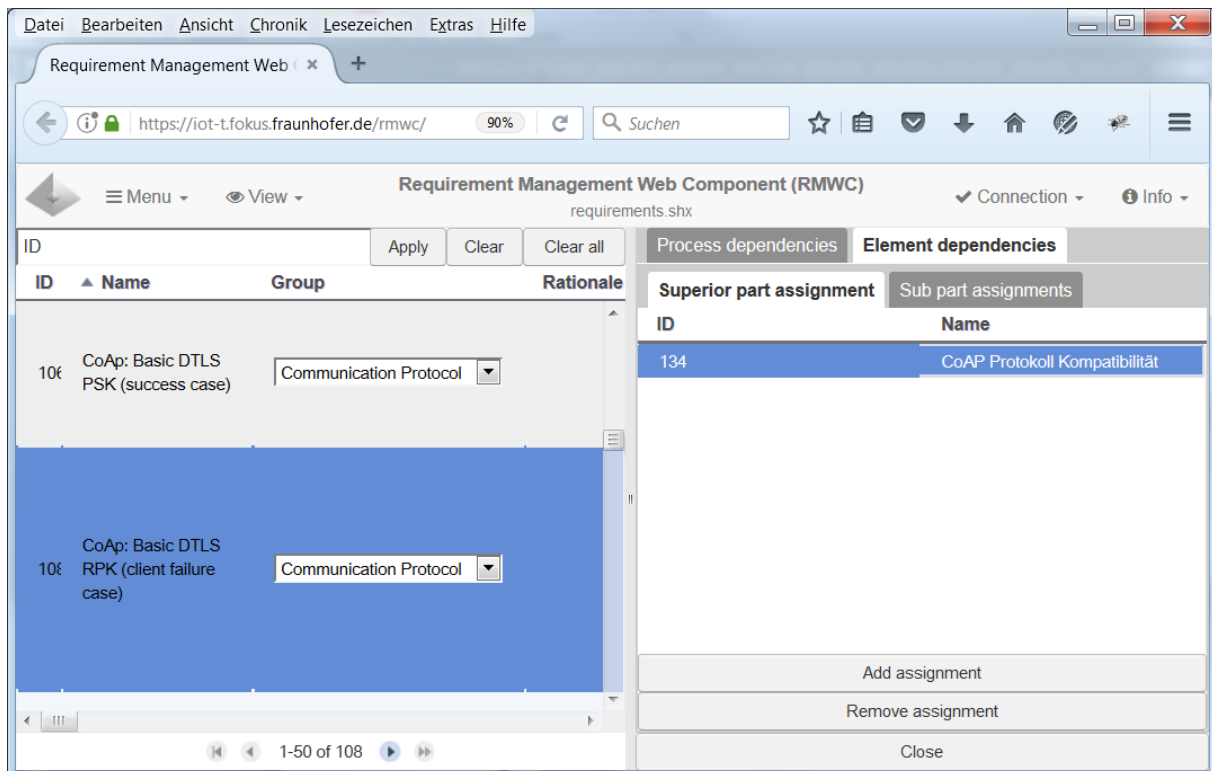 Datei Bearbeiten Ansicht Chronik Lesezeichen Extras Hilfe
Requirement Management Web
https://iot-t.fokus.fraunhofer.de/rmwc/ 90% Suchen
Menu View Requirement Management Web Component (RMWC) Connection Info
requirements.shx
ID Apply Clear Clear all Process dependencies Element dependencies
ID Name Group Rationale
Superior part assignment Sub part assignments
ID Name
134 CoAP Protokoll Kompatibilität
CoAp: Basic DTLS
106 PSK (success case) Communication Protocol
CoAp: Basic DTLS
108 RPK (client failure Communication Protocol
case)
Add assignment
Remove assignment
1-50 of 108 Close